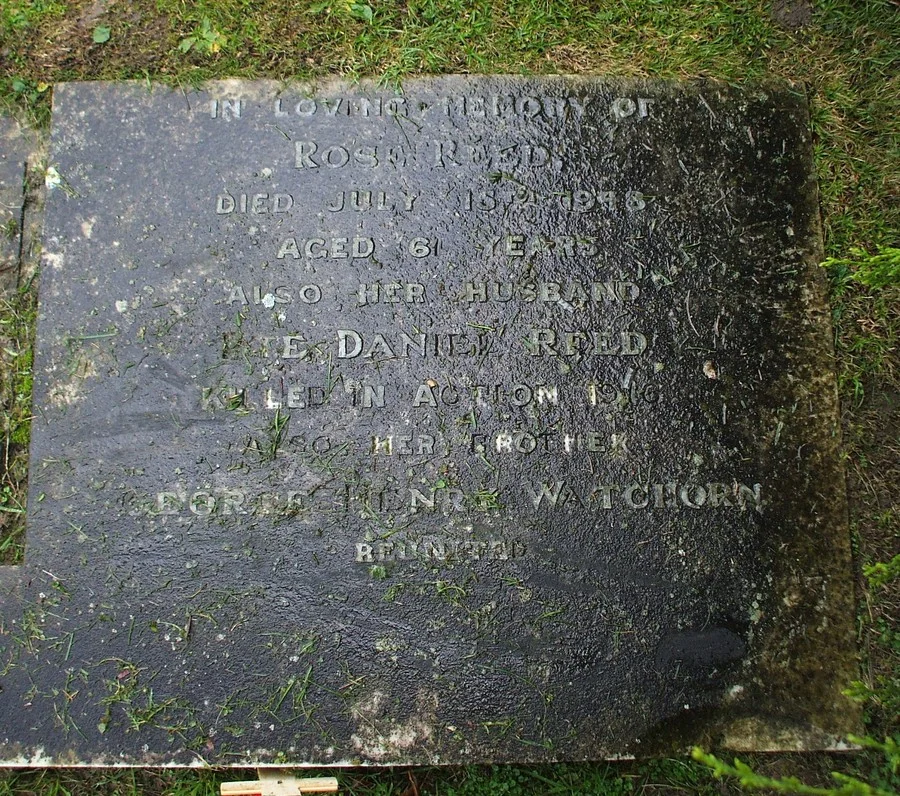 IN LOVING MEMORY OF
ROSE REED
DIED JULY 1948
AGED 61 YEARS
ALSO HER HUSBAND
PTE DANIEL REED
KILLED IN ACTION 1916
ALSO HER BROTHER
GEORGE HENRY WATCHORN
REUNITED